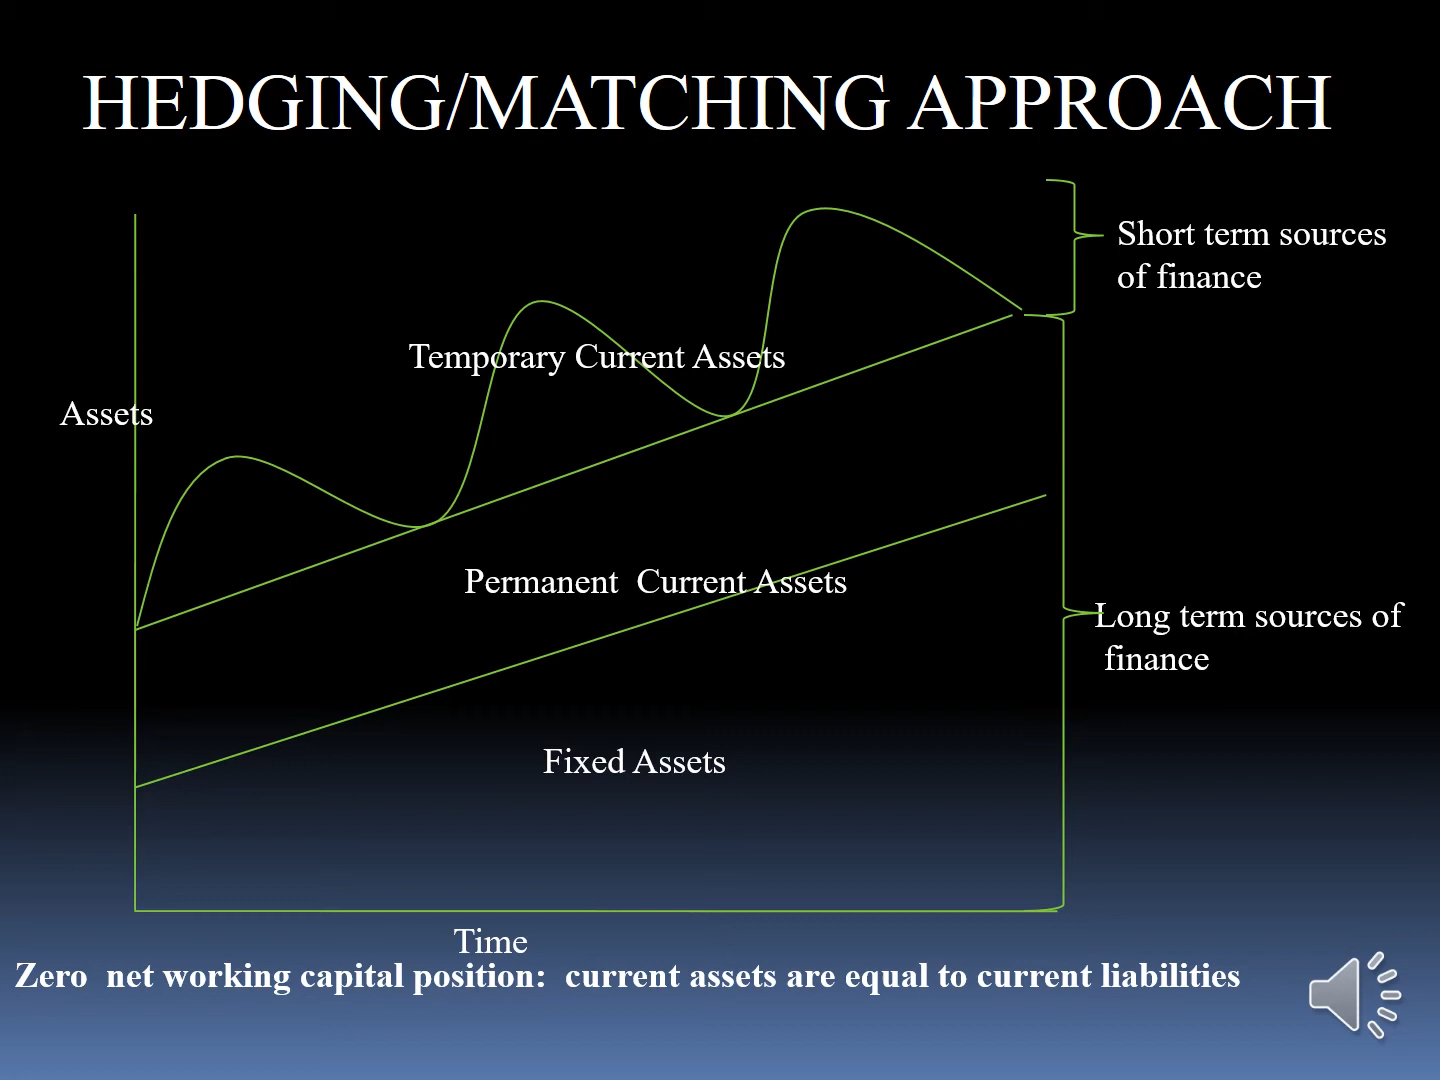 HEDGING/MATCHING APPROACH
Short term sources
of finance
Temporary Current Assets
Assets
Permanent  Current Assets
Long term sources of
finance
Fixed Assets
Time
Zero  net working capital position:  current assets are equal to current liabilities